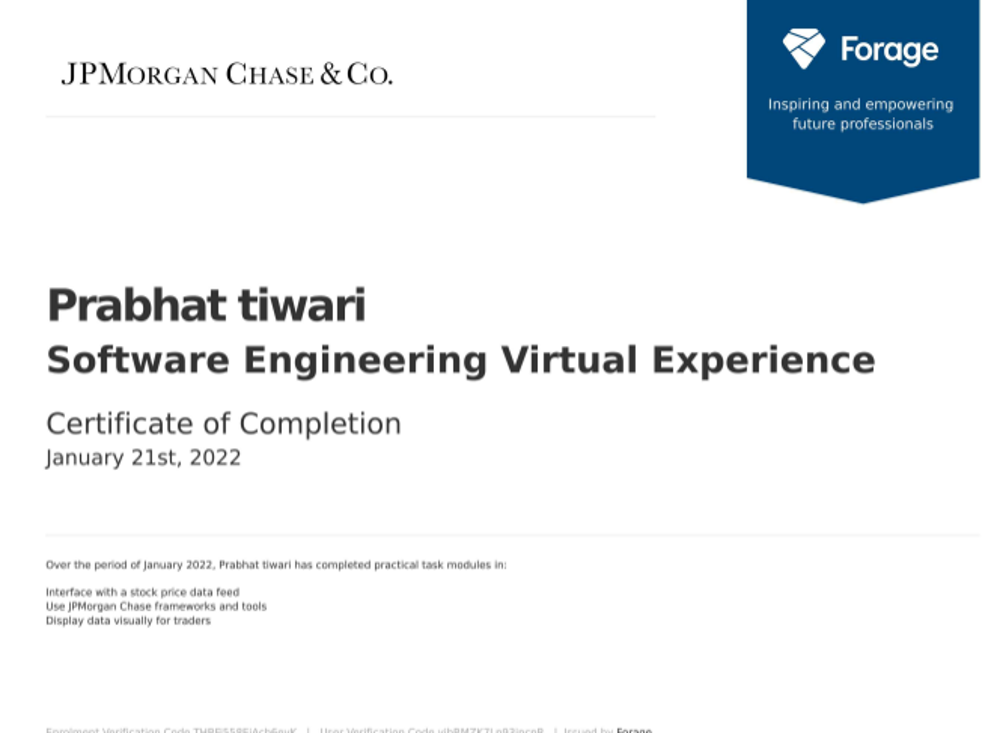 JPMORGAN CHASE & CO.
Forage
Inspiring and empowering
future professionals
Prabhat tiwari
Software Engineering Virtual Experience
Certificate of Completion
January 21st, 2022
Over the period of January 2022, Prabhat tiwari has completed practical task modules in:
Interface with a stock price data feed
Use JPMorgan Chase frameworks and tools
Display data visually for traders
Enrolment Verification Code | User Verification Code | Issued by Forage